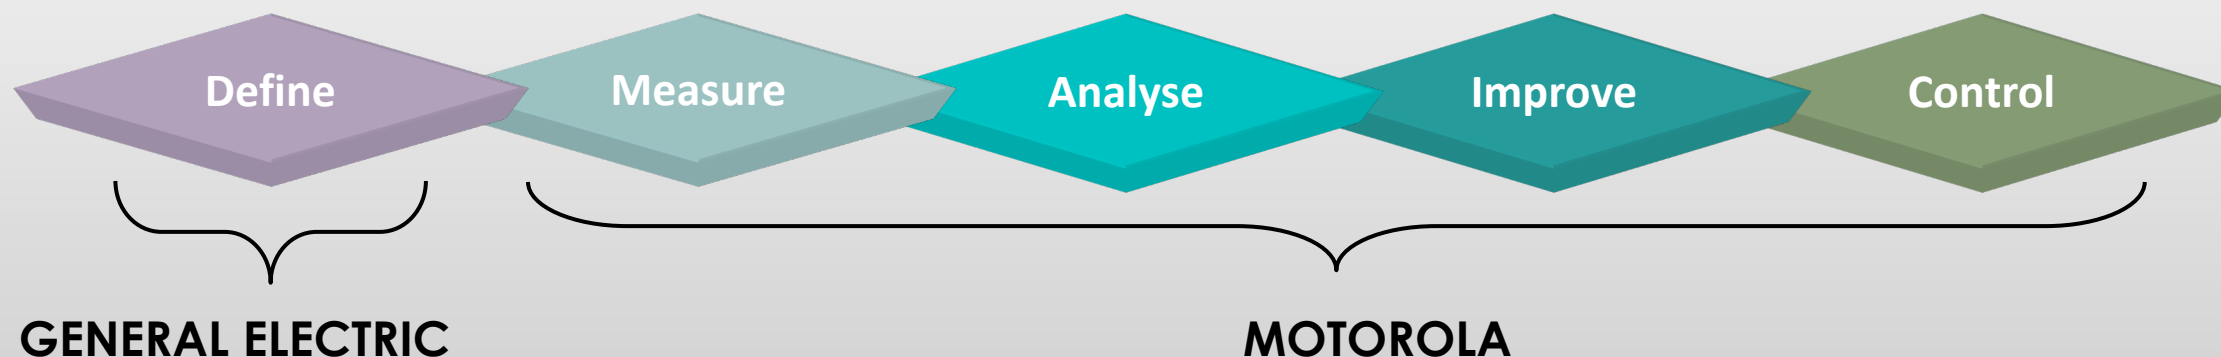 Define
Measure
Analyse
Improve
Control
GENERAL ELECTRIC
MOTOROLA